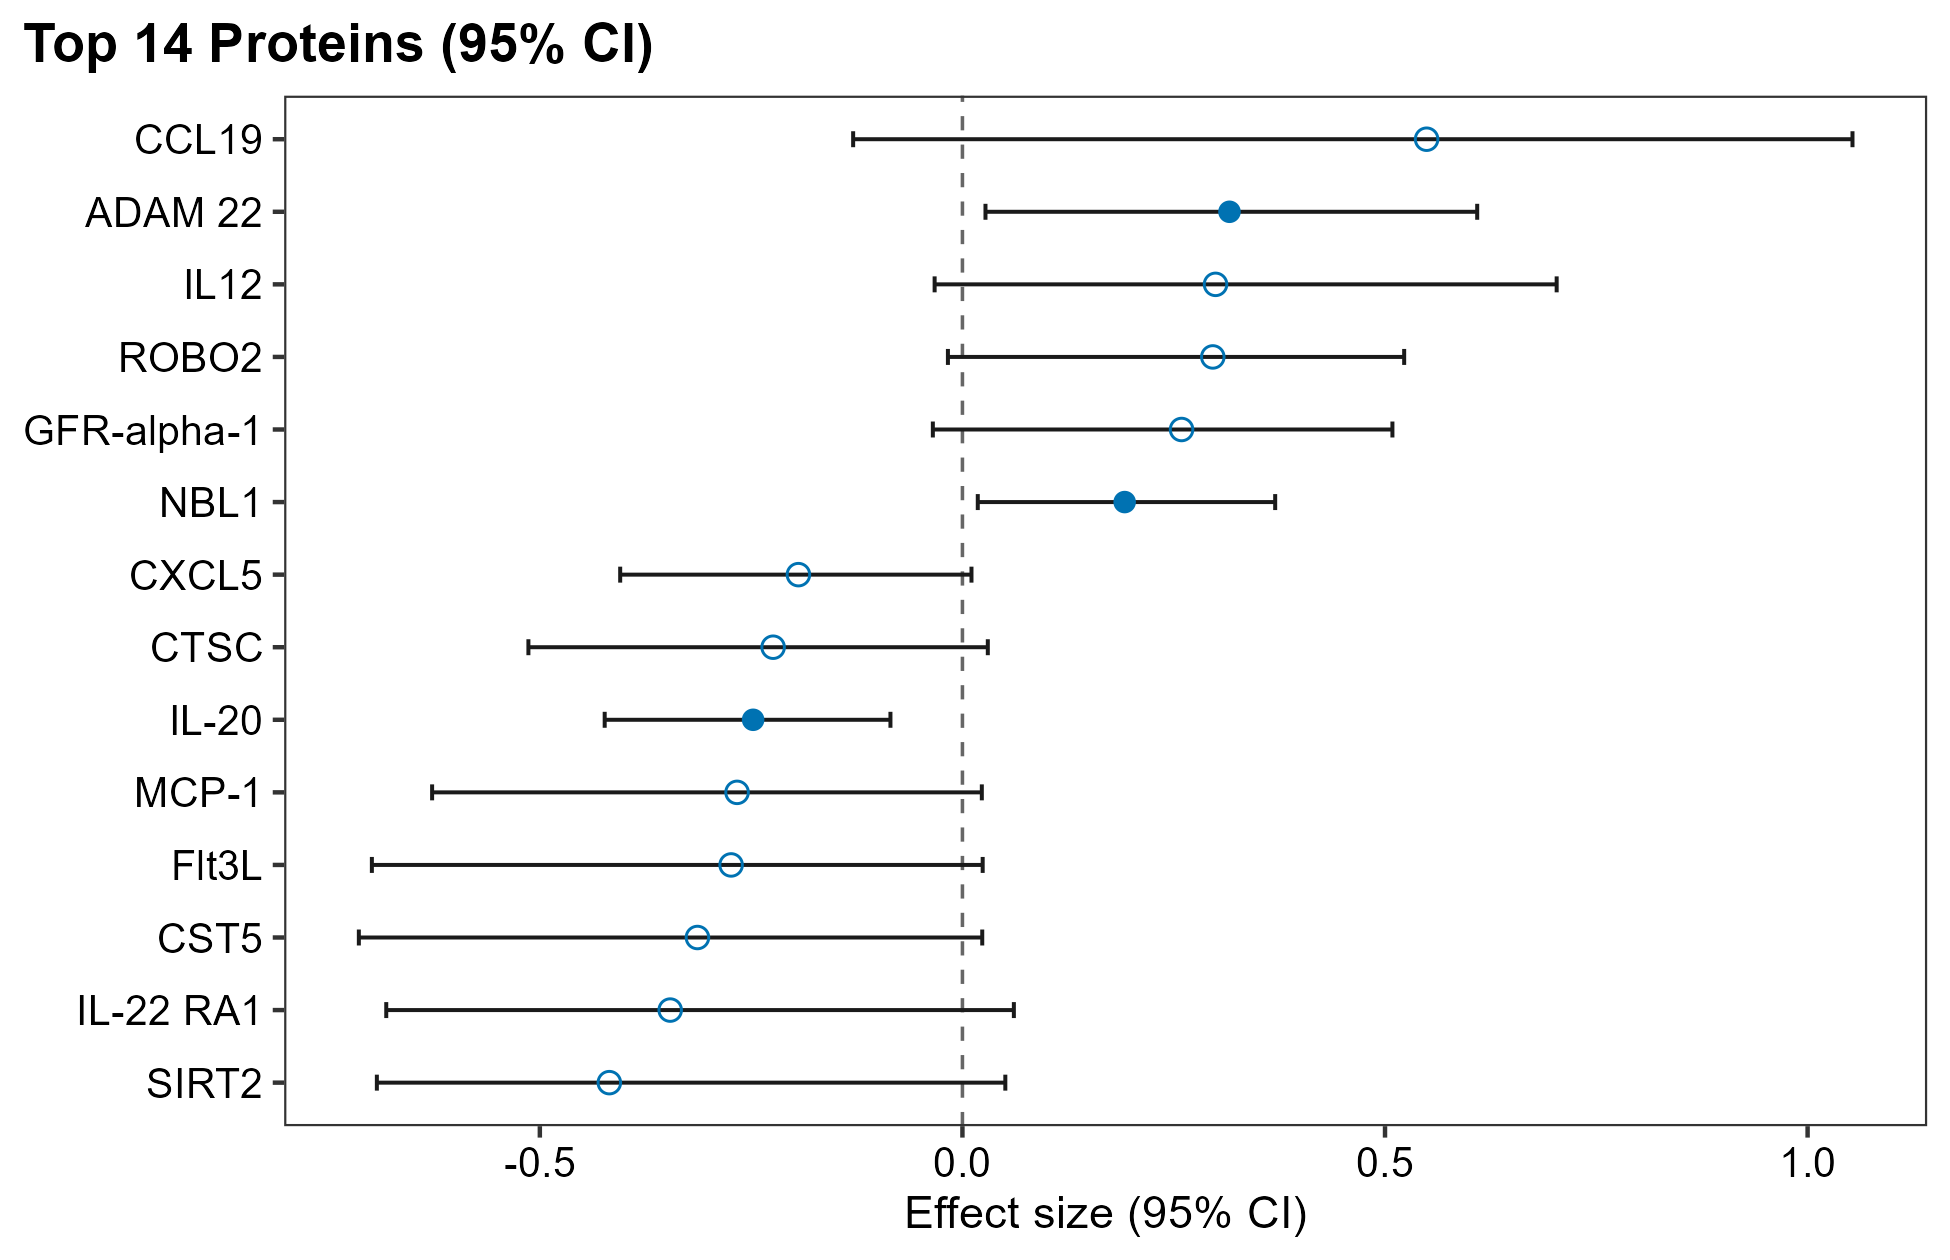 Top 14 Proteins (95% CI)
CCL19
ADAM 22
IL12
ROBO2
GFR-alpha-1
NBL1
CXCL5
CTSC
IL-20
MCP-1
Flt3L
CST5
IL-22 RA1
SIRT2
-0.5 0.0 0.5 1.0
Effect size (95% CI)